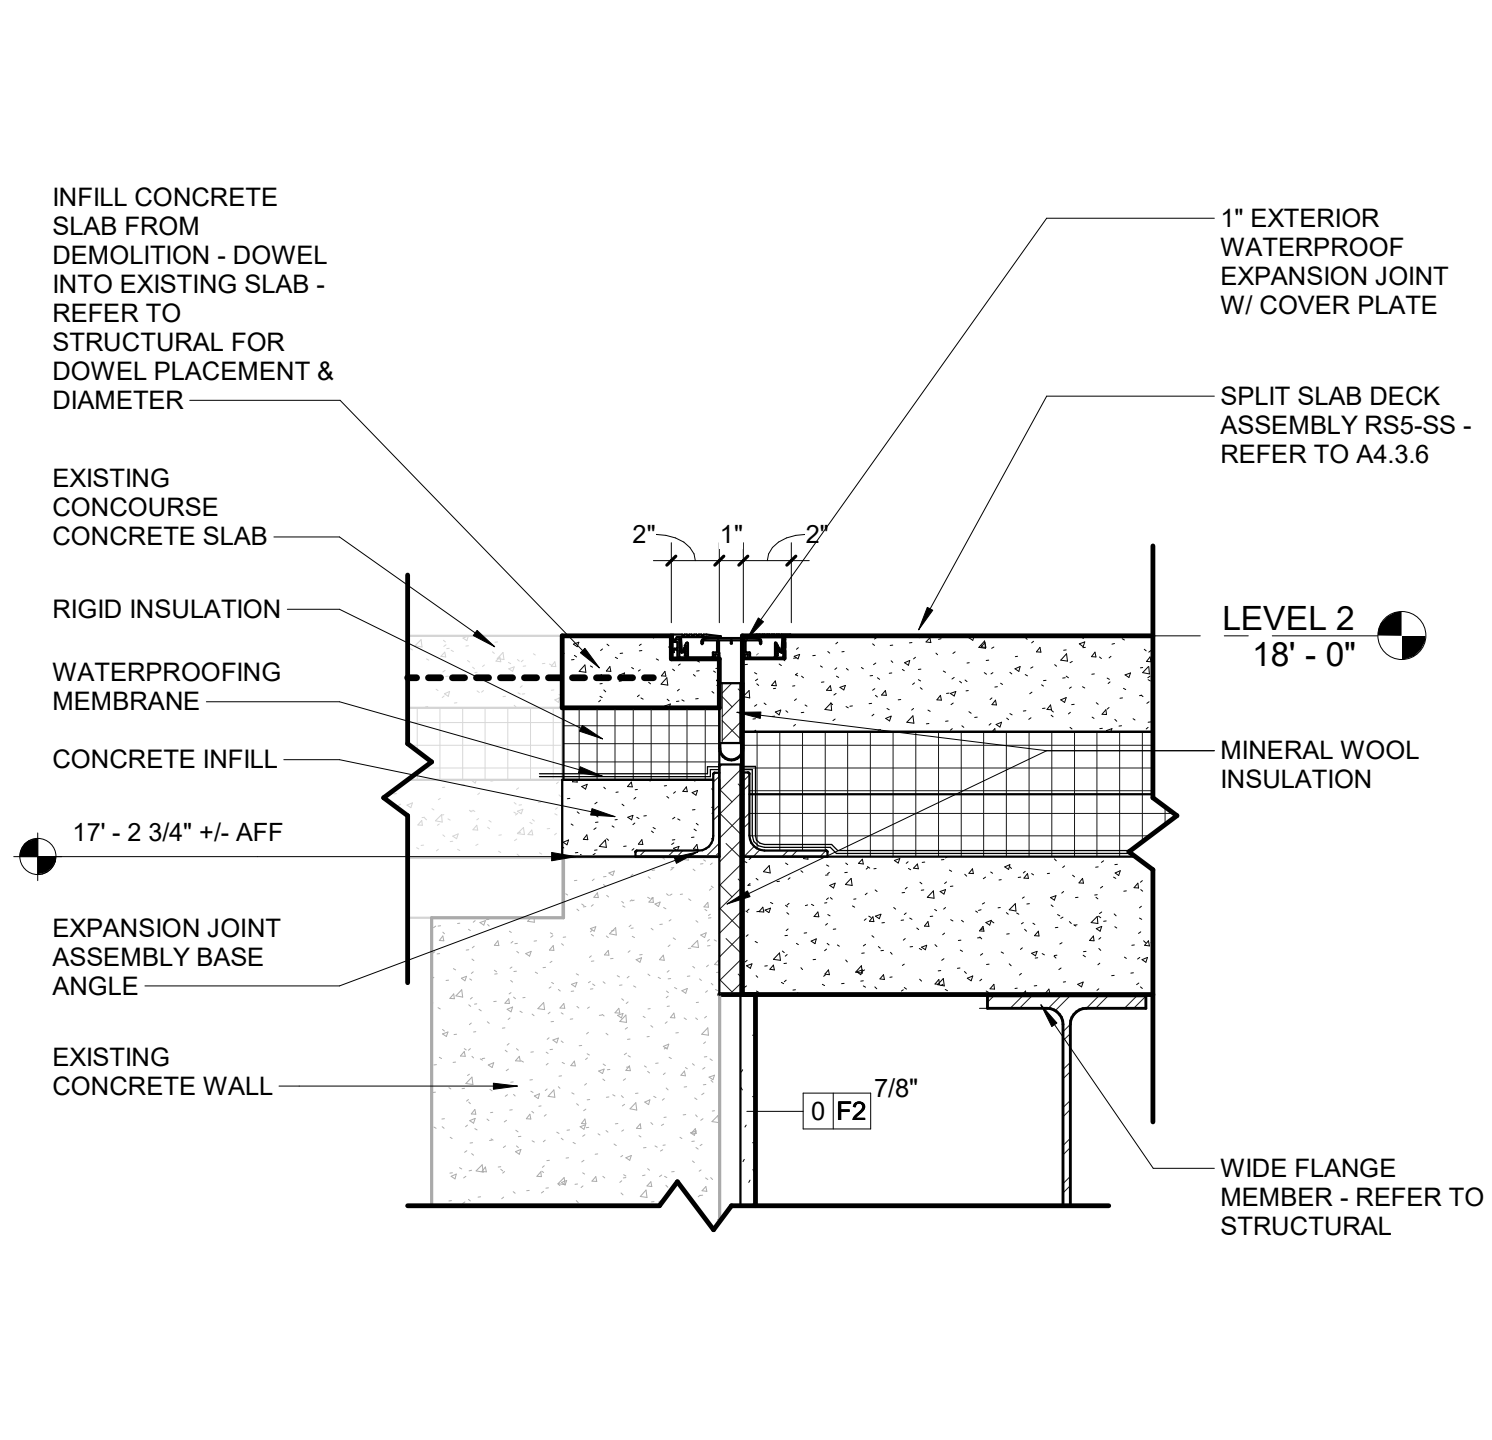 INFILL CONCRETE
SLAB FROM
DEMOLITION - DOWEL
INTO EXISTING SLAB -
REFER TO
STRUCTURAL FOR
DOWEL PLACEMENT &
DIAMETER
EXISTING
CONCOURSE
CONCRETE SLAB
RIGID INSULATION
WATERPROOFING
MEMBRANE
CONCRETE INFILL
17' - 2 3/4" +/- AFF
EXPANSION JOINT
ASSEMBLY BASE
ANGLE
EXISTING
CONCRETE WALL
2" 1" 2"
0 F2 7/8"
1" EXTERIOR
WATERPROOF
EXPANSION JOINT
W/ COVER PLATE
SPLIT SLAB DECK
ASSEMBLY RS5-SS -
REFER TO A4.3.6
LEVEL 2
18' - 0"
MINERAL WOOL
INSULATION
WIDE FLANGE
MEMBER - REFER TO
STRUCTURAL